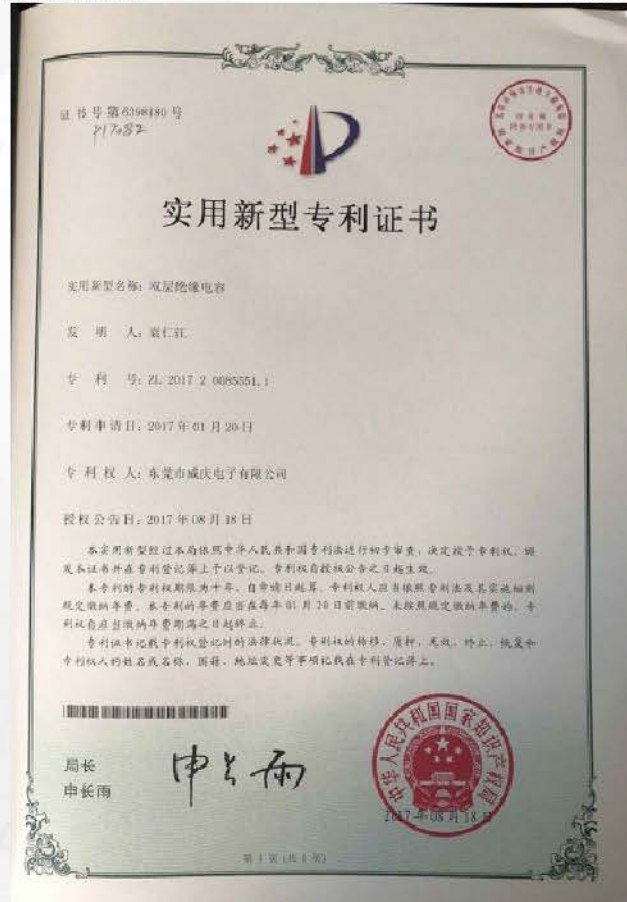 证书号第6398480号
P17082
实用新型专利证书
实用新型名称：双层绝缘电容
发 明 人：袁仁红
专 利 号：ZL 2017 2 0085551.1
专利申请日：2017年01月20日
专 利 权 人：东莞市威庆电子有限公司
授权公告日：2017年08月18日
本实用新型经过本局依照中华人民共和国专利法进行初步审查，决定授予专利权，颁
发本证书并在专利登记簿上予以登记。专利权自授权公告之日起生效。
本专利的专利权期限为十年，自申请日起算。专利权人应当依照专利法及其实施细则
规定缴纳年费。本专利的年费应当在每年01月20日前缴纳。未按照规定缴纳年费的，专
利权自应当缴纳年费期满之日起终止。
专利证书记载专利权登记时的法律状况。专利权的转移、质押、无效、终止、恢复和
专利权人的姓名或名称、国籍、地址变更等事项记载在专利登记簿上。
局长
申长雨
申长雨
中华人民共和国国家知识产权局
2017年08月18日
第1页(共1页)